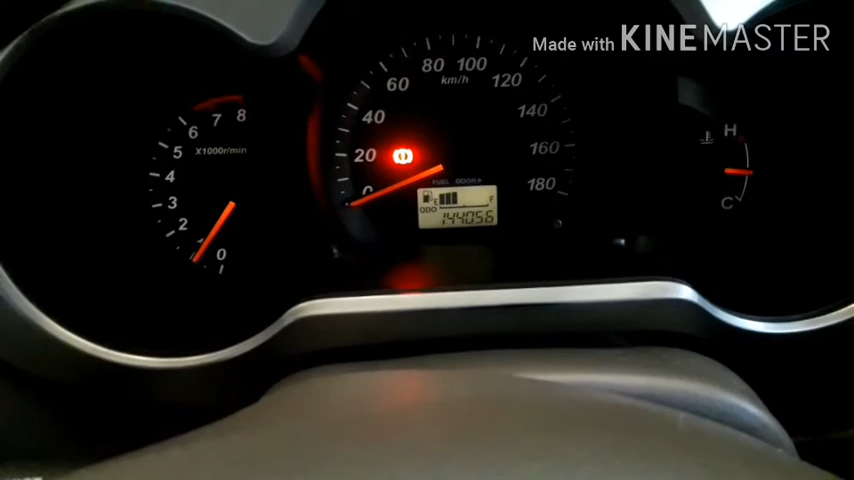 Made with KINEMASTER
80 100
60 km/h 120
40 140
20 160
0 180
8
7
6
5 X1000r/min
4
3
2
0
FUEL DOOR
E F
ODO 144056
H
C